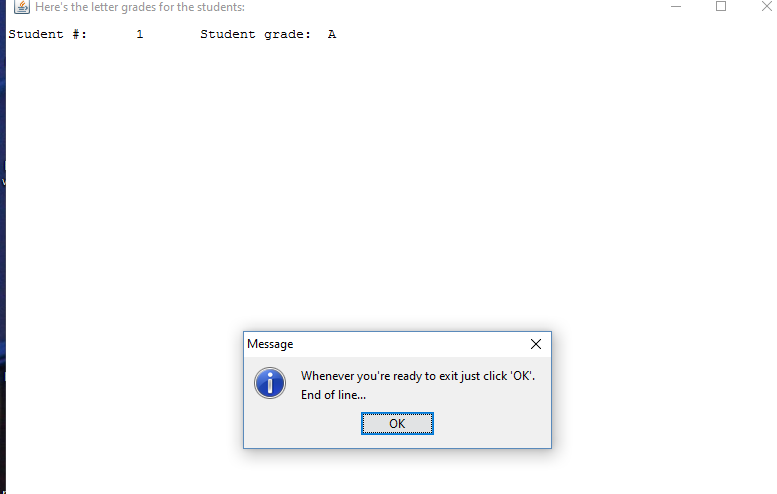 Here's the letter grades for the students:
Student #: 1 Student grade: A
Message
Whenever you're ready to exit just click 'OK'.
End of line...
OK